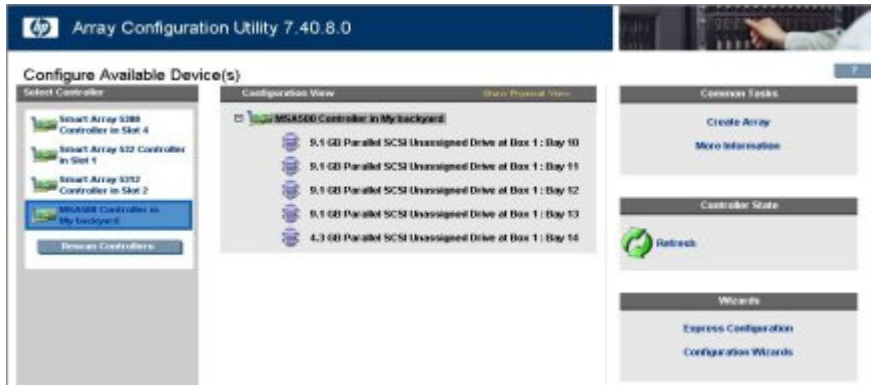 hp
Array Configuration Utility 7.40.8.0
Configure Available Device(s)
?
Select Controller
Smart Array 5300
Controller in Slot 4
Smart Array 532 Controller
in Slot 1
Smart Array 5312
Controller in Slot 2
MSA500 Controller in
My backyard
Rescan Controllers
Configuration View
Show Physical View
MSA500 Controller in My backyard
9.1 GB Parallel SCSI Unassigned Drive at Box 1 : Bay 10
9.1 GB Parallel SCSI Unassigned Drive at Box 1 : Bay 11
9.1 GB Parallel SCSI Unassigned Drive at Box 1 : Bay 12
9.1 GB Parallel SCSI Unassigned Drive at Box 1 : Bay 13
4.3 GB Parallel SCSI Unassigned Drive at Box 1 : Bay 14
Common Tasks
Create Array
More Information
Controller State
Refresh
Wizards
Express Configuration
Configuration Wizards